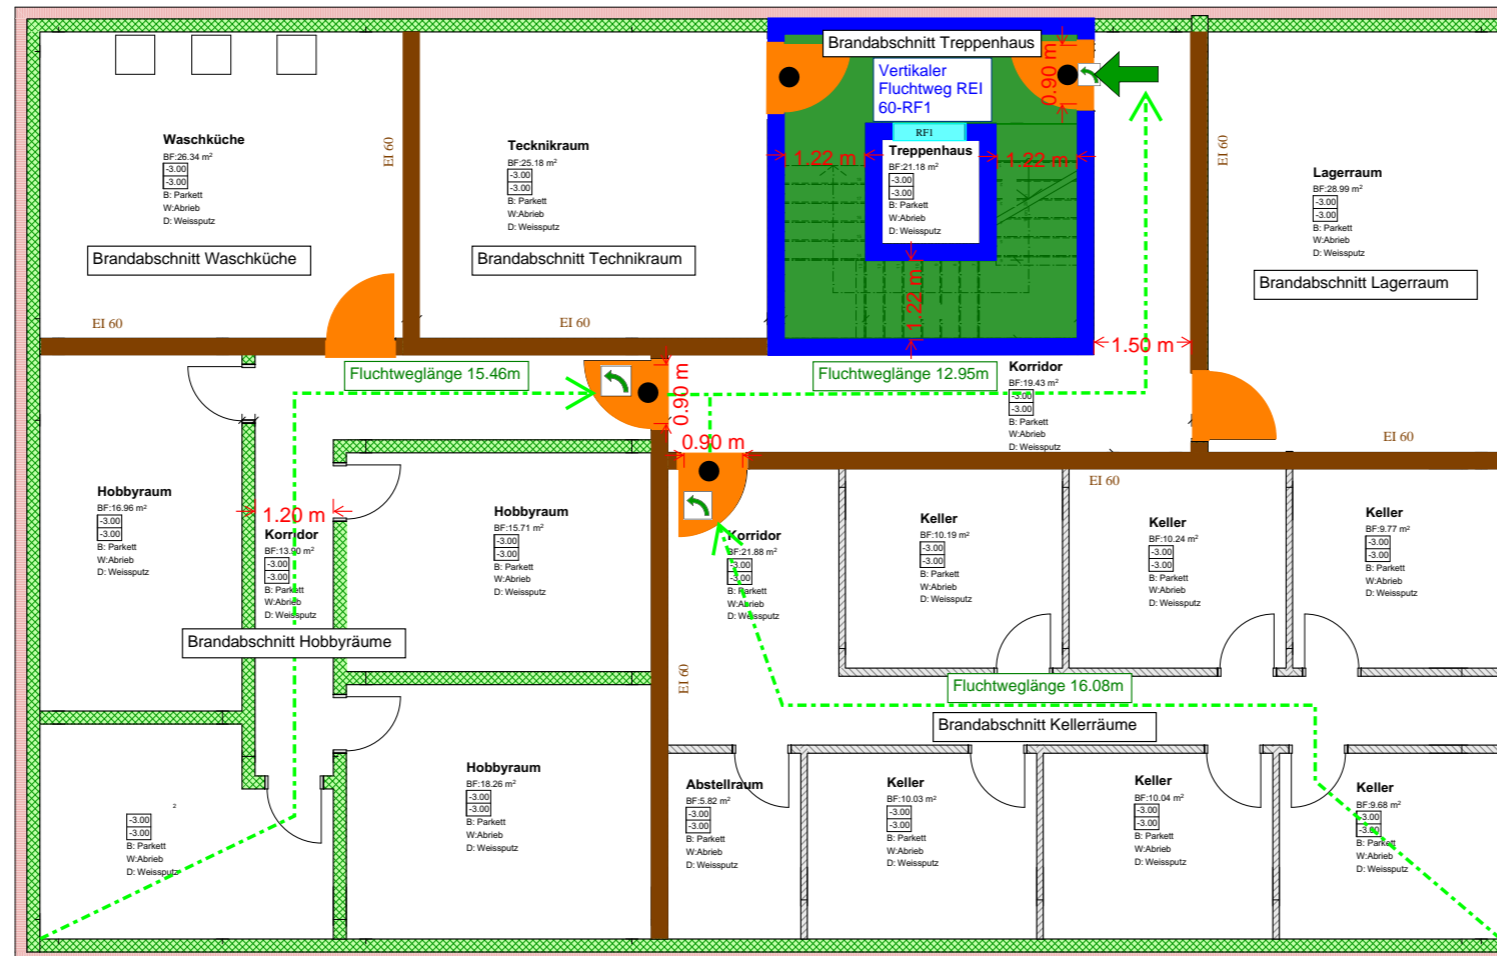 Brandabschnitt Treppenhaus
Vertikaler
Fluchtweg REI
60-RF1
0.90 m
RF1
Waschküche
BF:26.34 m²
-3.00
-3.00
B: Parkett
W:Abrieb
D: Weissputz
Brandabschnitt Waschküche
EI 60
EI 60
Tecknikraum
BF:25.18 m²
-3.00
-3.00
B: Parkett
W:Abrieb
D: Weissputz
Brandabschnitt Technikraum
EI 60
1.22 m
Treppenhaus
BF:21.18 m²
-3.00
-3.00
B: Parkett
W:Abrieb
D: Weissputz
1.22 m
1.22 m
EI 60
Lagerraum
BF:28.99 m²
-3.00
-3.00
B: Parkett
W:Abrieb
D: Weissputz
Brandabschnitt Lagerraum
1.50 m
Fluchtweglänge 15.46m
0.90 m
Fluchtweglänge 12.95m
Korridor
BF:19.43 m²
-3.00
-3.00
B: Parkett
W:Abrieb
D: Weissputz
0.90 m
EI 60
EI 60
Hobbyraum
BF:16.96 m²
-3.00
-3.00
B: Parkett
W:Abrieb
D: Weissputz
1.20 m
Korridor
BF:13.90 m²
-3.00
-3.00
B: Parkett
W:Abrieb
D: Weissputz
Hobbyraum
BF:15.71 m²
-3.00
-3.00
B: Parkett
W:Abrieb
D: Weissputz
Brandabschnitt Hobbyräume
Korridor
BF:21.88 m²
-3.00
-3.00
B: Parkett
W:Abrieb
D: Weissputz
EI 60
Keller
BF:10.19 m²
-3.00
-3.00
B: Parkett
W:Abrieb
D: Weissputz
Keller
BF:10.24 m²
-3.00
-3.00
B: Parkett
W:Abrieb
D: Weissputz
Keller
BF:9.77 m²
-3.00
-3.00
B: Parkett
W:Abrieb
D: Weissputz
Fluchtweglänge 16.08m
Brandabschnitt Kellerräume
2
-3.00
-3.00
B: Parkett
W:Abrieb
D: Weissputz
Hobbyraum
BF:18.26 m²
-3.00
-3.00
B: Parkett
W:Abrieb
D: Weissputz
Abstellraum
BF:5.82 m²
-3.00
-3.00
B: Parkett
W:Abrieb
D: Weissputz
Keller
BF:10.03 m²
-3.00
-3.00
B: Parkett
W:Abrieb
D: Weissputz
Keller
BF:10.04 m²
-3.00
-3.00
B: Parkett
W:Abrieb
D: Weissputz
Keller
BF:9.68 m²
-3.00
-3.00
B: Parkett
W:Abrieb
D: Weissputz